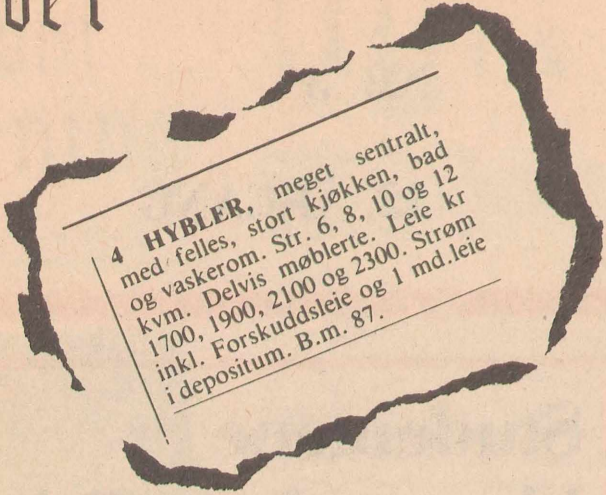 4 HYBLER, meget sentralt,
med felles, stort kjøkken, bad
og vaskerom. Str. 6, 8, 10 og 12
kvm. Delvis møblerte. Leie kr
1700, 1900, 2100 og 2300. Strøm
inkl. Forskuddsleie og 1 md.leie
i depositum. B.m. 87.